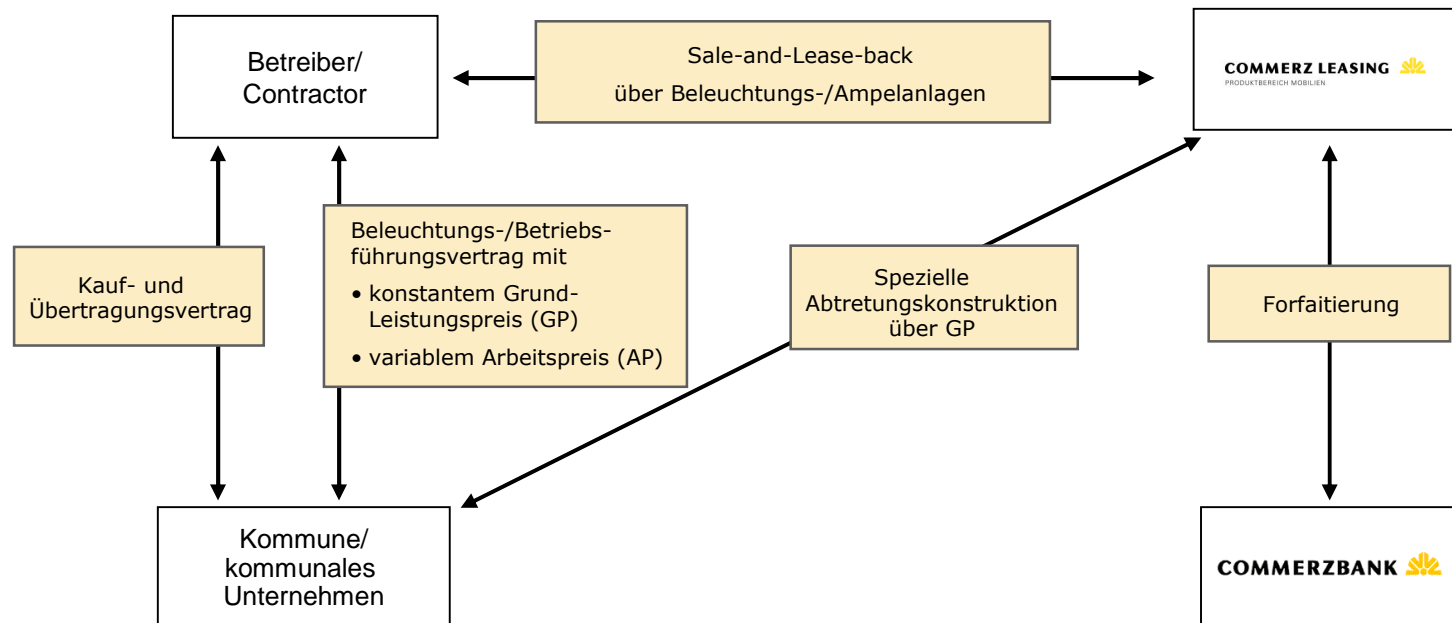 Betreiber/
Contractor
Sale-and-Lease-back
über Beleuchtungs-/Ampelanlagen
COMMERZ LEASING
PRODUKTBEREICH MOBILIEN
Kauf- und
Übertragungsvertrag
Beleuchtungs-/Betriebs-
führungsvertrag mit
• konstantem Grund-
Leistungspreis (GP)
• variablem Arbeitspreis (AP)
Spezielle
Abtretungskonstruktion
über GP
Forfaitierung
Kommune/
kommunales
Unternehmen
COMMERZBANK